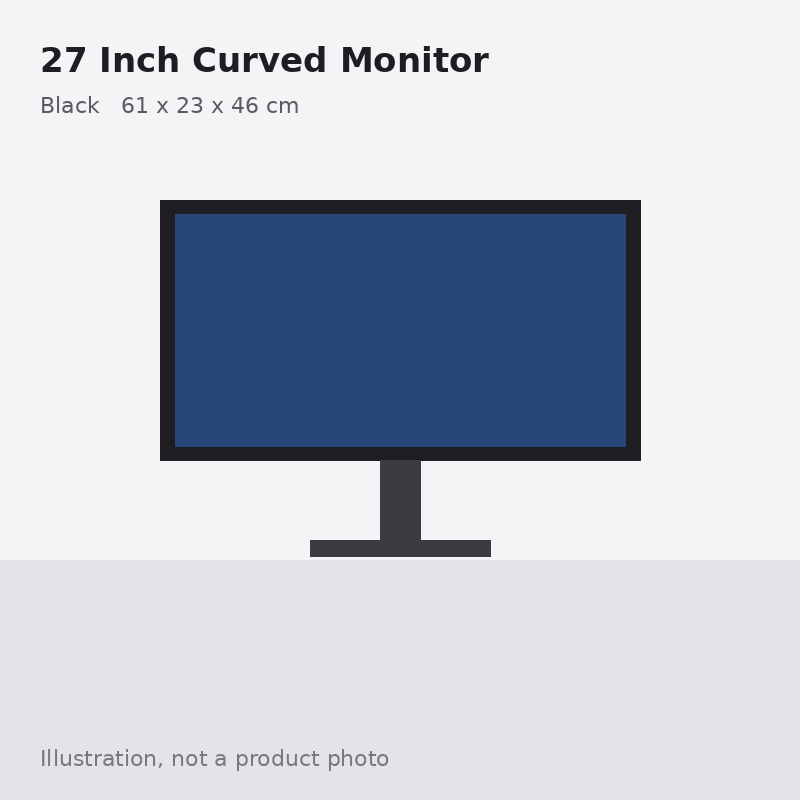 27 Inch Curved Monitor
Black   61 x 23 x 46 cm
Illustration, not a product photo